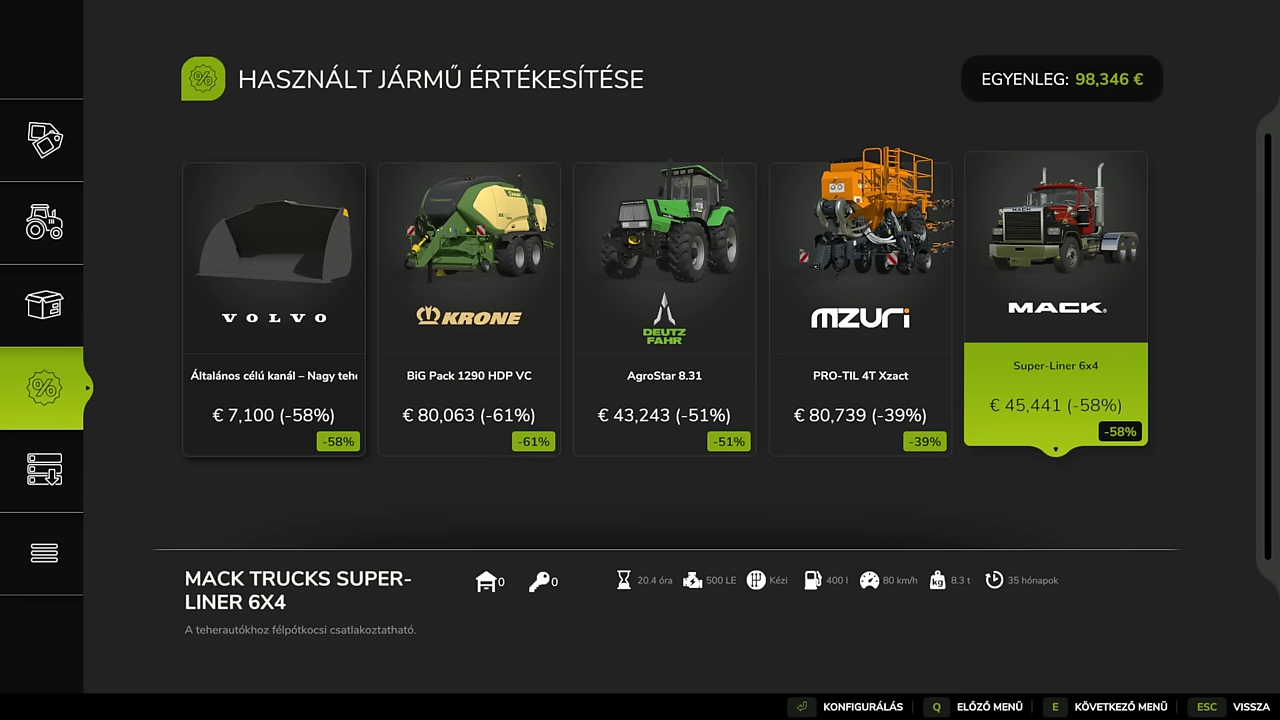 HASZNÁLT JÁRMŰ ÉRTÉKESÍTÉSE
EGYENLEG: 98,346 €
VOLVO
KRONE
DEUTZ
FAHR
mzuri
MACK
MACK.
Általános célú kanál – Nagy tehe
BiG Pack 1290 HDP VC
AgroStar 8.31
PRO-TIL 4T Xzact
Super-Liner 6x4
€ 7,100 (-58%)
€ 80,063 (-61%)
€ 43,243 (-51%)
€ 80,739 (-39%)
€ 45,441 (-58%)
-58%
-61%
-51%
-39%
-58%
MACK TRUCKS SUPER-
LINER 6X4
0
0
20.4 óra
500 LE
Kézi
400 l
80 km/h
kg
8.3 t
35 hónapok
A teherautókhoz félpótkocsi csatlakoztatható.
KONFIGURÁLÁS
Q ELŐZŐ MENÜ
E KÖVETKEZŐ MENÜ
ESC VISSZA